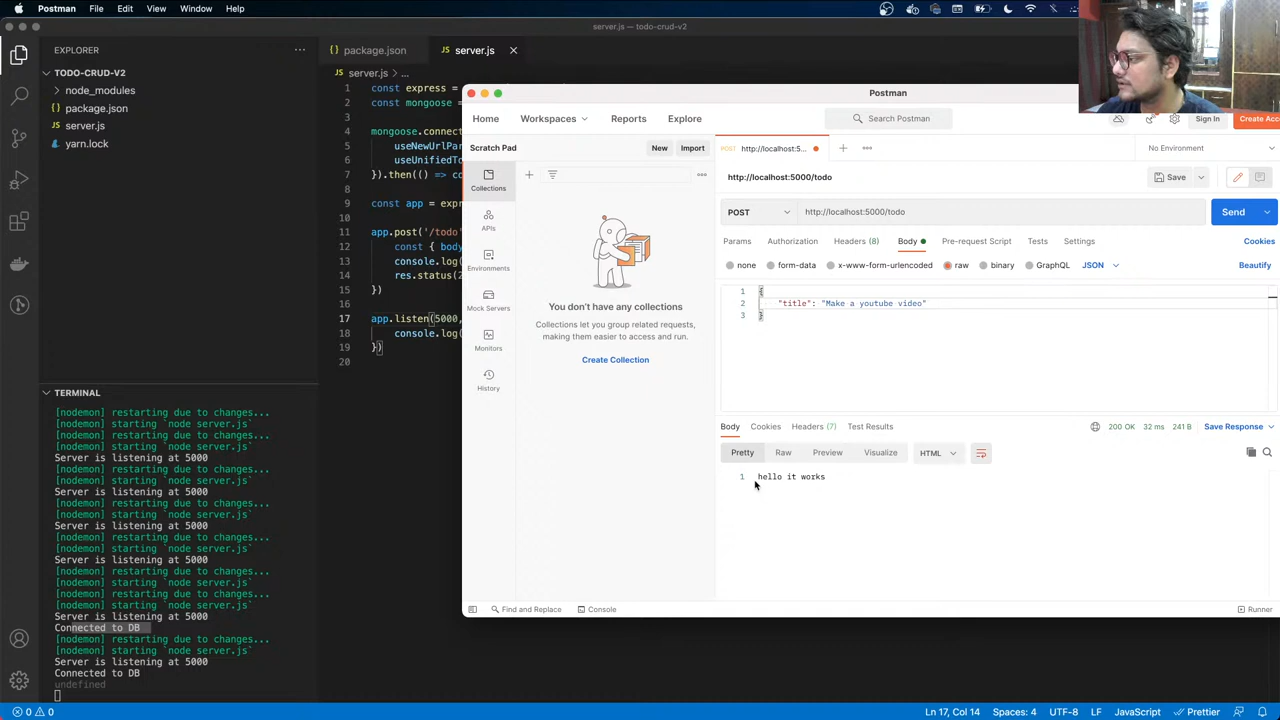 Postman File Edit View Window Help
server.js — todo-crud-v2
EXPLORER
package.json
server.js
TODO-CRUD-V2
node_modules
package.json
server.js
yarn.lock
server.js > ...
1 const express =
2 const mongoose =
3
4 mongoose.connec
5 useNewUrlPar
6 useUnifiedTo
7 }).then(() => co
8
9 const app = expr
10
11 app.post('/todo'
12 const { body
13 console.log(
14 res.status(2
15 })
16
17 app.listen(5000,
18 console.log(
19 })
20
Postman
Home Workspaces Reports Explore
Search Postman
Sign In
Create Acc
Scratch Pad
New
Import
POST http://localhost:5...
No Environment
Collections
APIs
Environments
Mock Servers
Monitors
History
You don't have any collections
Collections let you group related requests,
making them easier to access and run.
Create Collection
http://localhost:5000/todo
Save
POST http://localhost:5000/todo
Send
Params Authorization Headers (8) Body Pre-request Script Tests Settings
Cookies
none form-data x-www-form-urlencoded raw binary GraphQL JSON
Beautify
1 {
2 "title": "Make a youtube video"
3 }
Body Cookies Headers (7) Test Results
200 OK 32 ms 241 B Save Response
Pretty Raw Preview Visualize HTML
1 hello it works
Find and Replace Console
Runner
TERMINAL
[nodemon] restarting due to changes...
[nodemon] starting `node server.js`
[nodemon] restarting due to changes...
[nodemon] starting `node server.js`
Server is listening at 5000
[nodemon] restarting due to changes...
[nodemon] starting `node server.js`
Server is listening at 5000
[nodemon] restarting due to changes...
[nodemon] starting `node server.js`
Server is listening at 5000
[nodemon] restarting due to changes...
[nodemon] starting `node server.js`
Server is listening at 5000
[nodemon] restarting due to changes...
[nodemon] starting `node server.js`
[nodemon] restarting due to changes...
[nodemon] starting `node server.js`
Server is listening at 5000
Connected to DB
[nodemon] restarting due to changes...
[nodemon] starting `node server.js`
Server is listening at 5000
Connected to DB
undefined
0 0
Ln 17, Col 14 Spaces: 4 UTF-8 LF JavaScript Prettier